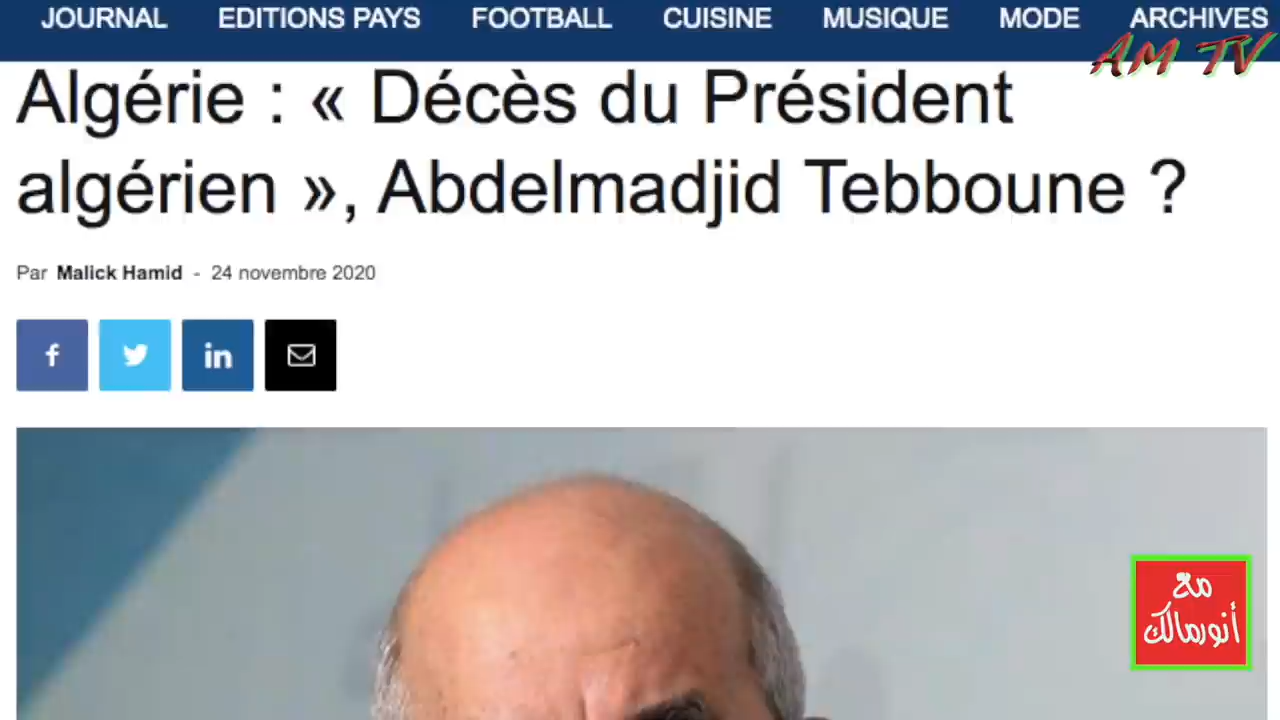 JOURNAL EDITIONS PAYS FOOTBALL CUISINE MUSIQUE MODE ARCHIVES
AM TV
Algérie : « Décès du Président
algérien », Abdelmadjid Tebboune ?
Par Malick Hamid - 24 novembre 2020
f in
مع
أنورمالك